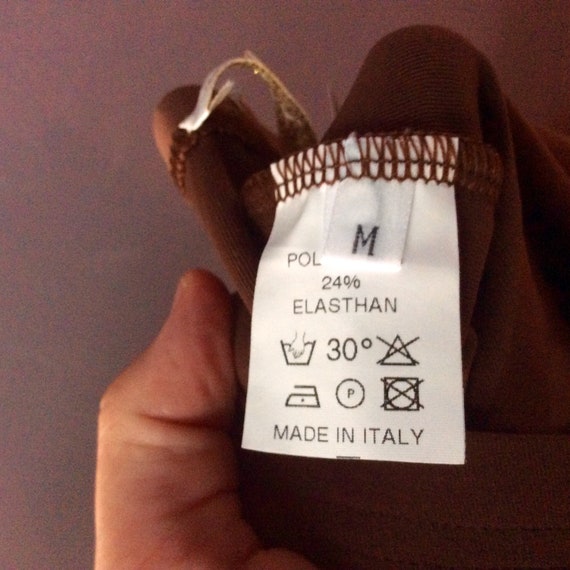 M
POL
24%
ELASTHAN
30°
P
MADE IN ITALY